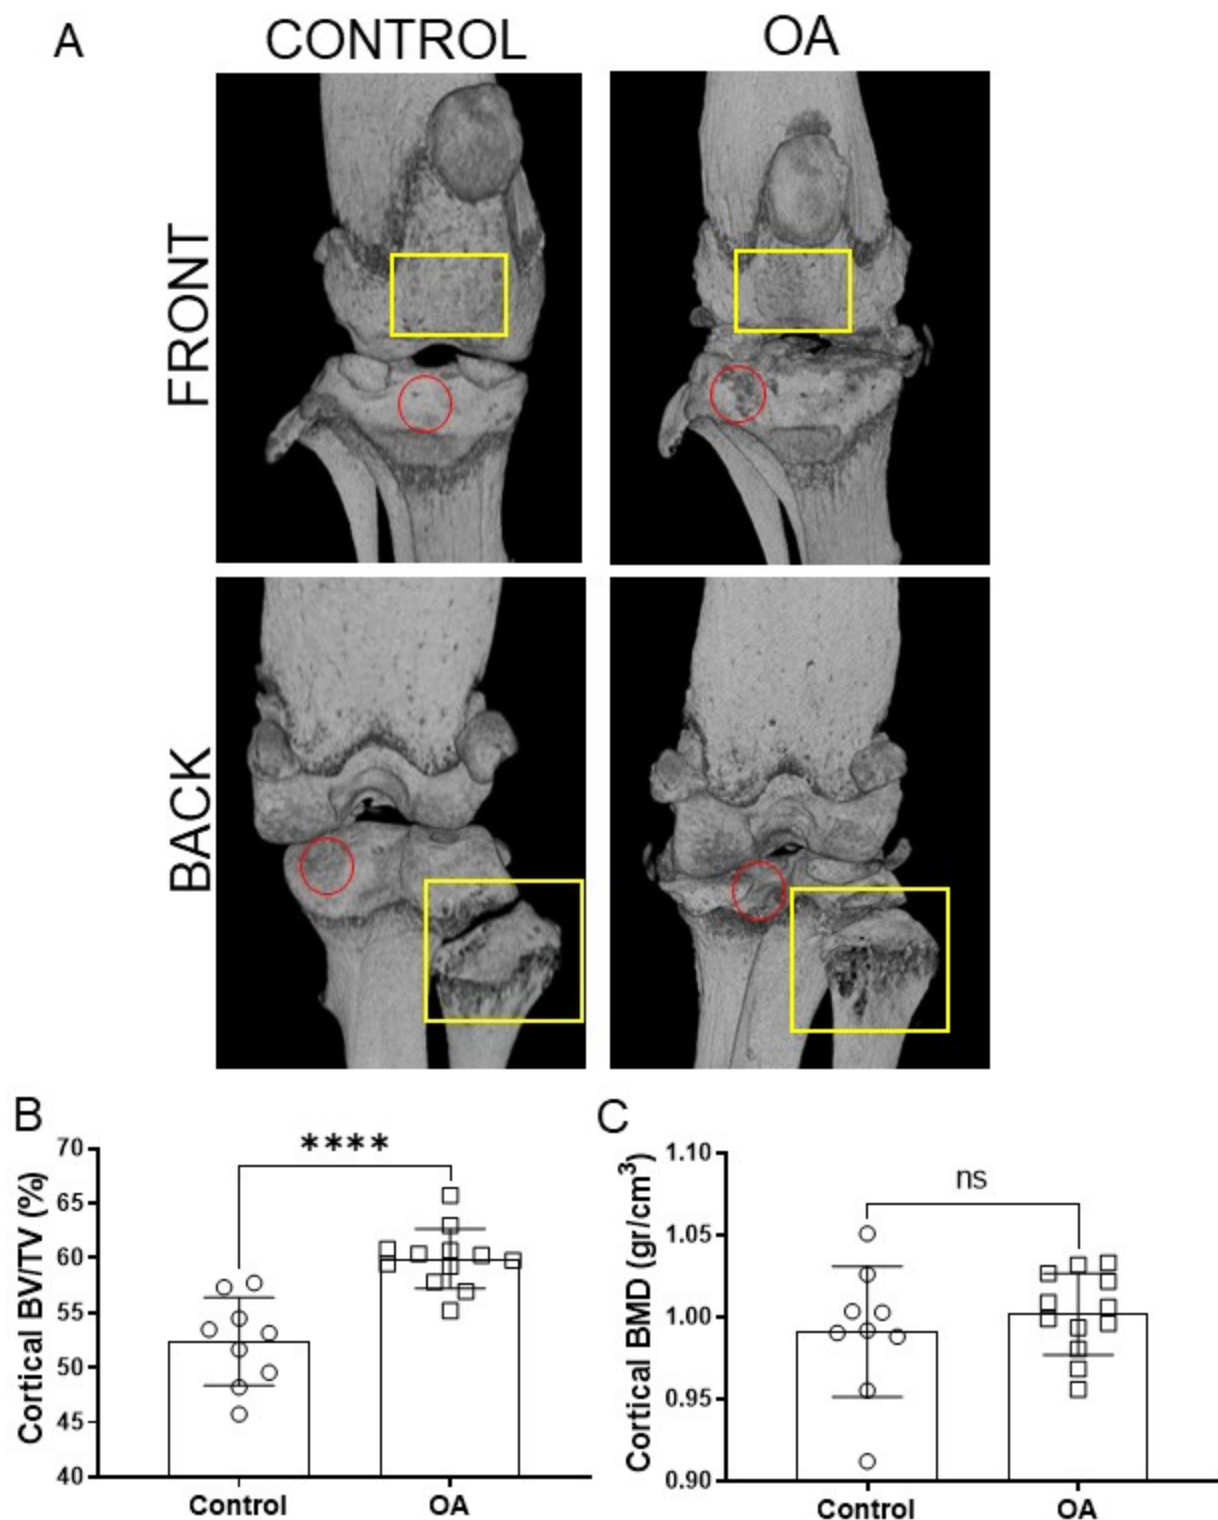 A
CONTROL
OA
FRONT
BACK
B
****
Cortical BV/TV (%)
70
65
60
55
50
45
40
Control
OA
C
ns
Cortical BMD (gr/cm³)
1.10
1.05
1.00
0.95
0.90
Control
OA